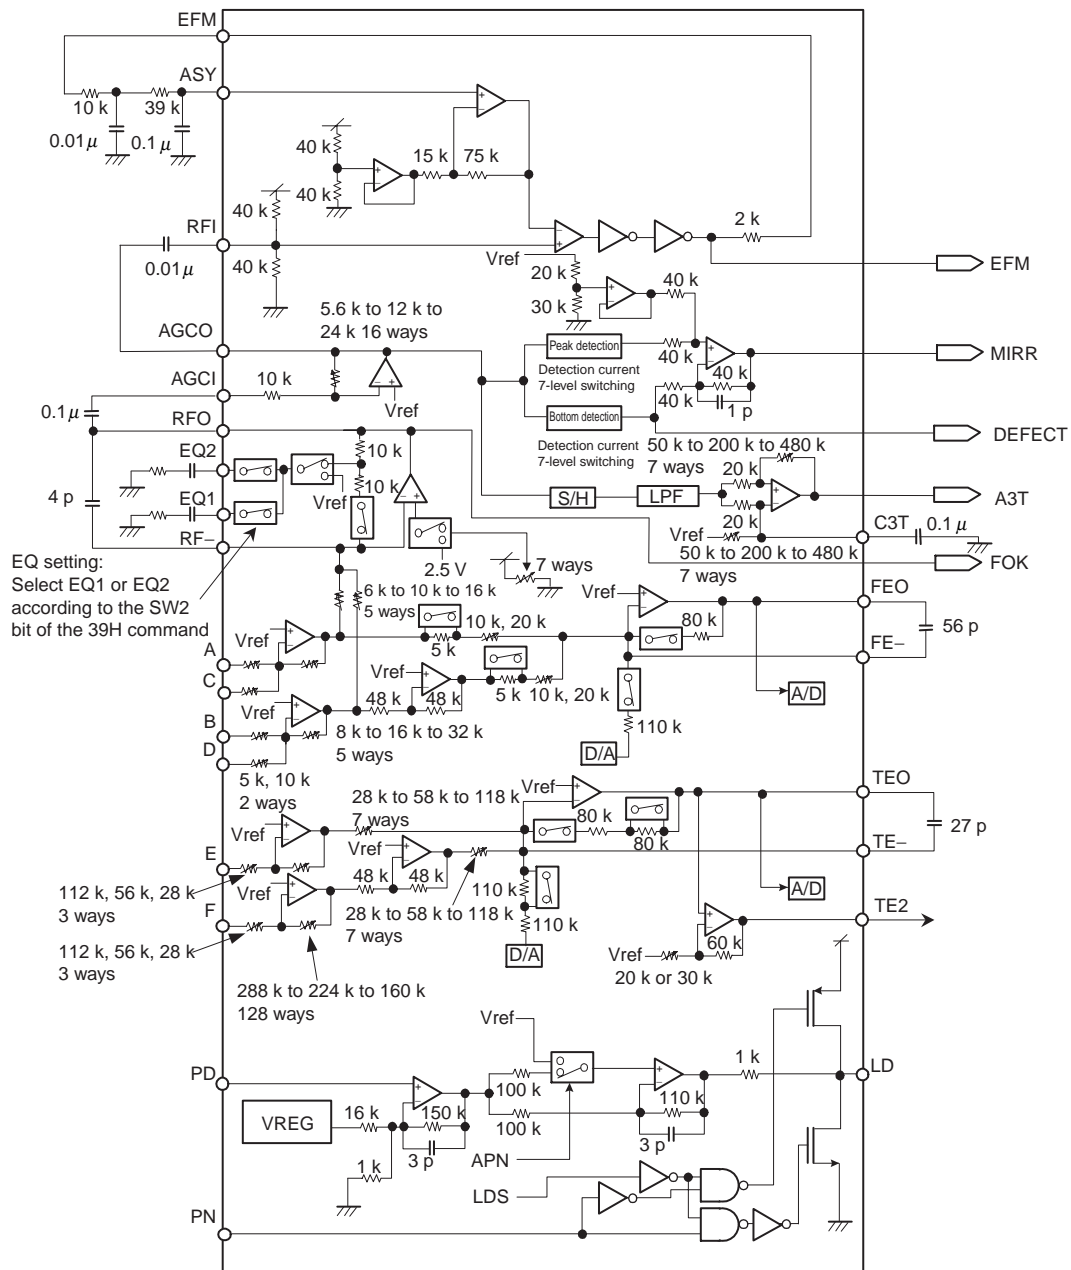 EFM
ASY
10 k
39 k
0.01 μ
0.1 μ
40 k
40 k
15 k
75 k
40 k
RFI
40 k
0.01 μ
2 k
EFM
Vref
20 k
30 k
40 k
5.6 k to 12 k to
24 k 16 ways
AGCO
Peak detection
40 k
Detection current
7-level switching
MIRR
AGCI
10 k
Vref
40 k
40 k
1 p
0.1 μ
RFO
Bottom detection
DEFECT
Detection current
7-level switching
50 k to 200 k to 480 k
7 ways
10 k
EQ2
10 k
Vref
4 p
EQ1
S/H
LPF
20 k
20 k
A3T
C3T
0.1 μ
RF−
Vref
50 k to 200 k to 480 k
7 ways
FOK
EQ setting:
Select EQ1 or EQ2
according to the SW2
bit of the 39H command
2.5 V
7 ways
6 k to 10 k to 16 k
5 ways
Vref
FEO
10 k, 20 k
5 k
80 k
56 p
Vref
A
FE−
C
Vref
5 k
10 k, 20 k
A/D
Vref
48 k
48 k
B
8 k to 16 k to 32 k
5 ways
110 k
D
D/A
5 k, 10 k
2 ways
Vref
TEO
28 k to 58 k to 118 k
7 ways
80 k
80 k
27 p
Vref
Vref
TE−
E
112 k, 56 k, 28 k
3 ways
Vref
48 k
48 k
110 k
A/D
28 k to 58 k to 118 k
7 ways
F
110 k
TE2
112 k, 56 k, 28 k
3 ways
D/A
Vref
60 k
20 k or 30 k
288 k to 224 k to 160 k
128 ways
Vref
PD
1 k
LD
100 k
VREG
16 k
150 k
100 k
110 k
3 p
3 p
1 k
APN
LDS
PN